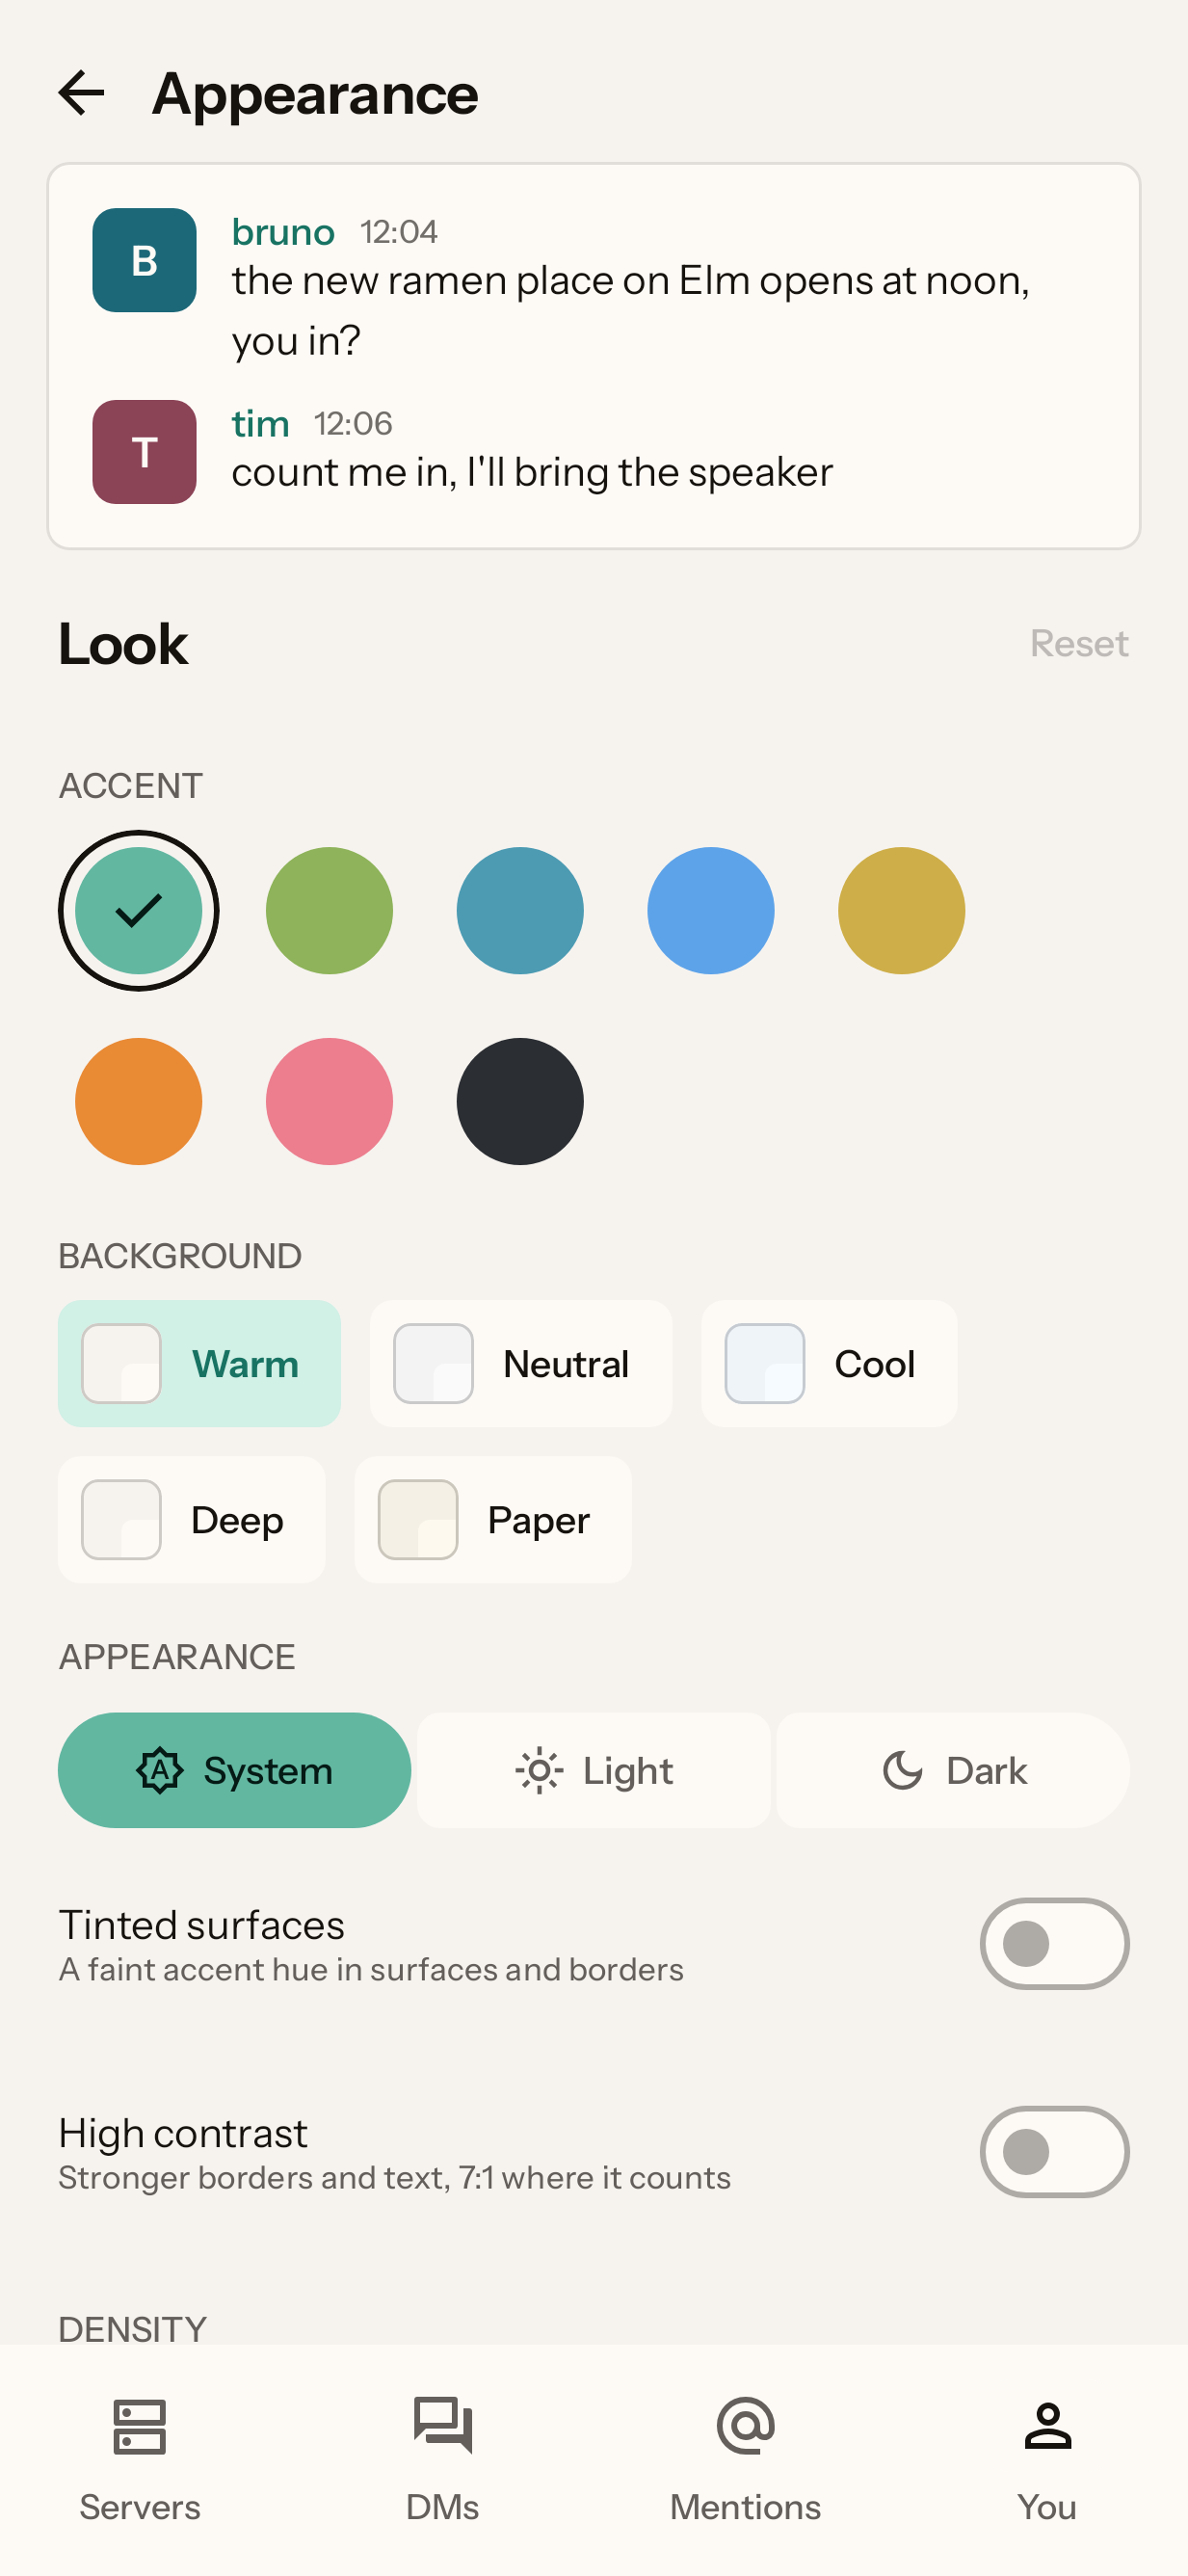 Appearance
B
bruno 12:04
the new ramen place on Elm opens at noon,
you in?
T
tim 12:06
count me in, I'll bring the speaker
Look
Reset
ACCENT
BACKGROUND
Warm
Neutral
Cool
Deep
Paper
APPEARANCE
A System
Light
Dark
Tinted surfaces
A faint accent hue in surfaces and borders
High contrast
Stronger borders and text, 7:1 where it counts
DENSITY
Servers
DMs
Mentions
You